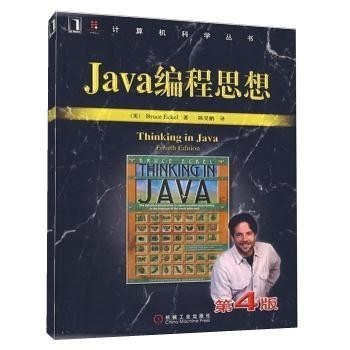 计算机科学丛书
Java编程思想
（美） Bruce Eckel 著 陈昊鹏 译
Thinking in Java
Fourth Edition
BRUCE ECKEL
THINKING IN
JAVA
第4版
机械工业出版社
China Machine Press